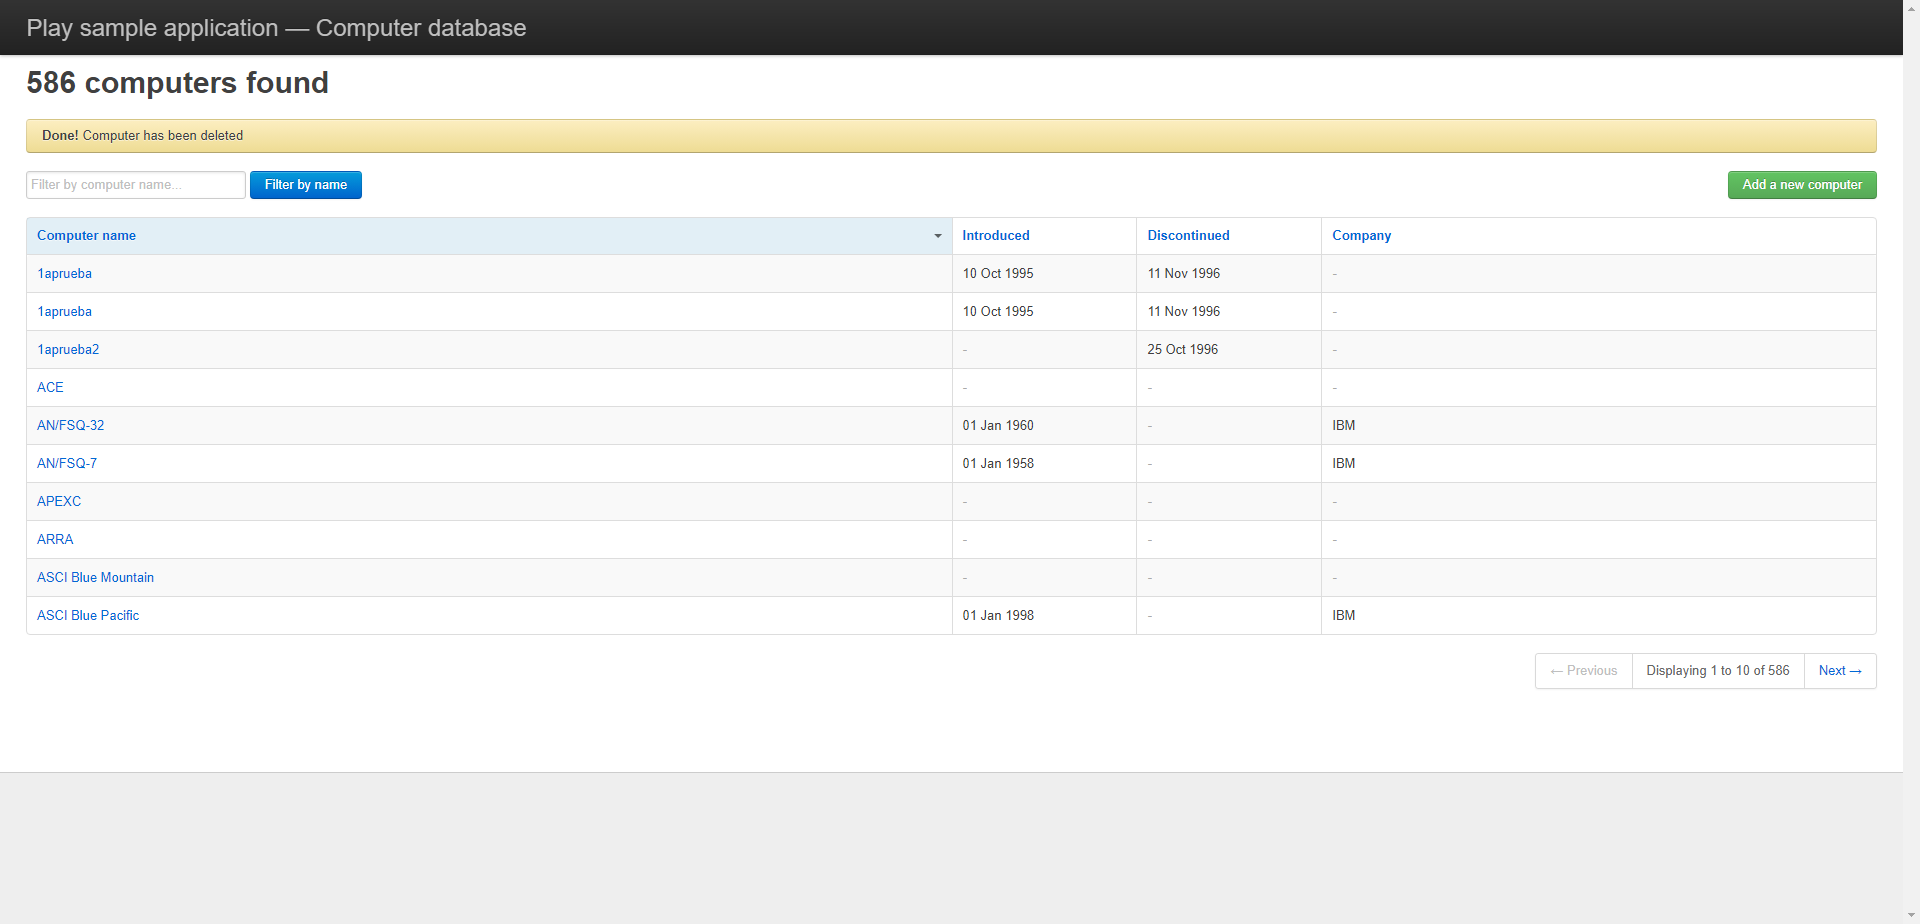 Play sample application — Computer database
586 computers found
Done! Computer has been deleted
Filter by computer name... Filter by name Add a new computer
Computer name Introduced Discontinued Company
1aprueba 10 Oct 1995 11 Nov 1996 -
1aprueba 10 Oct 1995 11 Nov 1996 -
1aprueba2 - 25 Oct 1996 -
ACE - - -
AN/FSQ-32 01 Jan 1960 - IBM
AN/FSQ-7 01 Jan 1958 - IBM
APEXC - - -
ARRA - - -
ASCI Blue Mountain - - -
ASCI Blue Pacific 01 Jan 1998 - IBM
← Previous Displaying 1 to 10 of 586 Next →